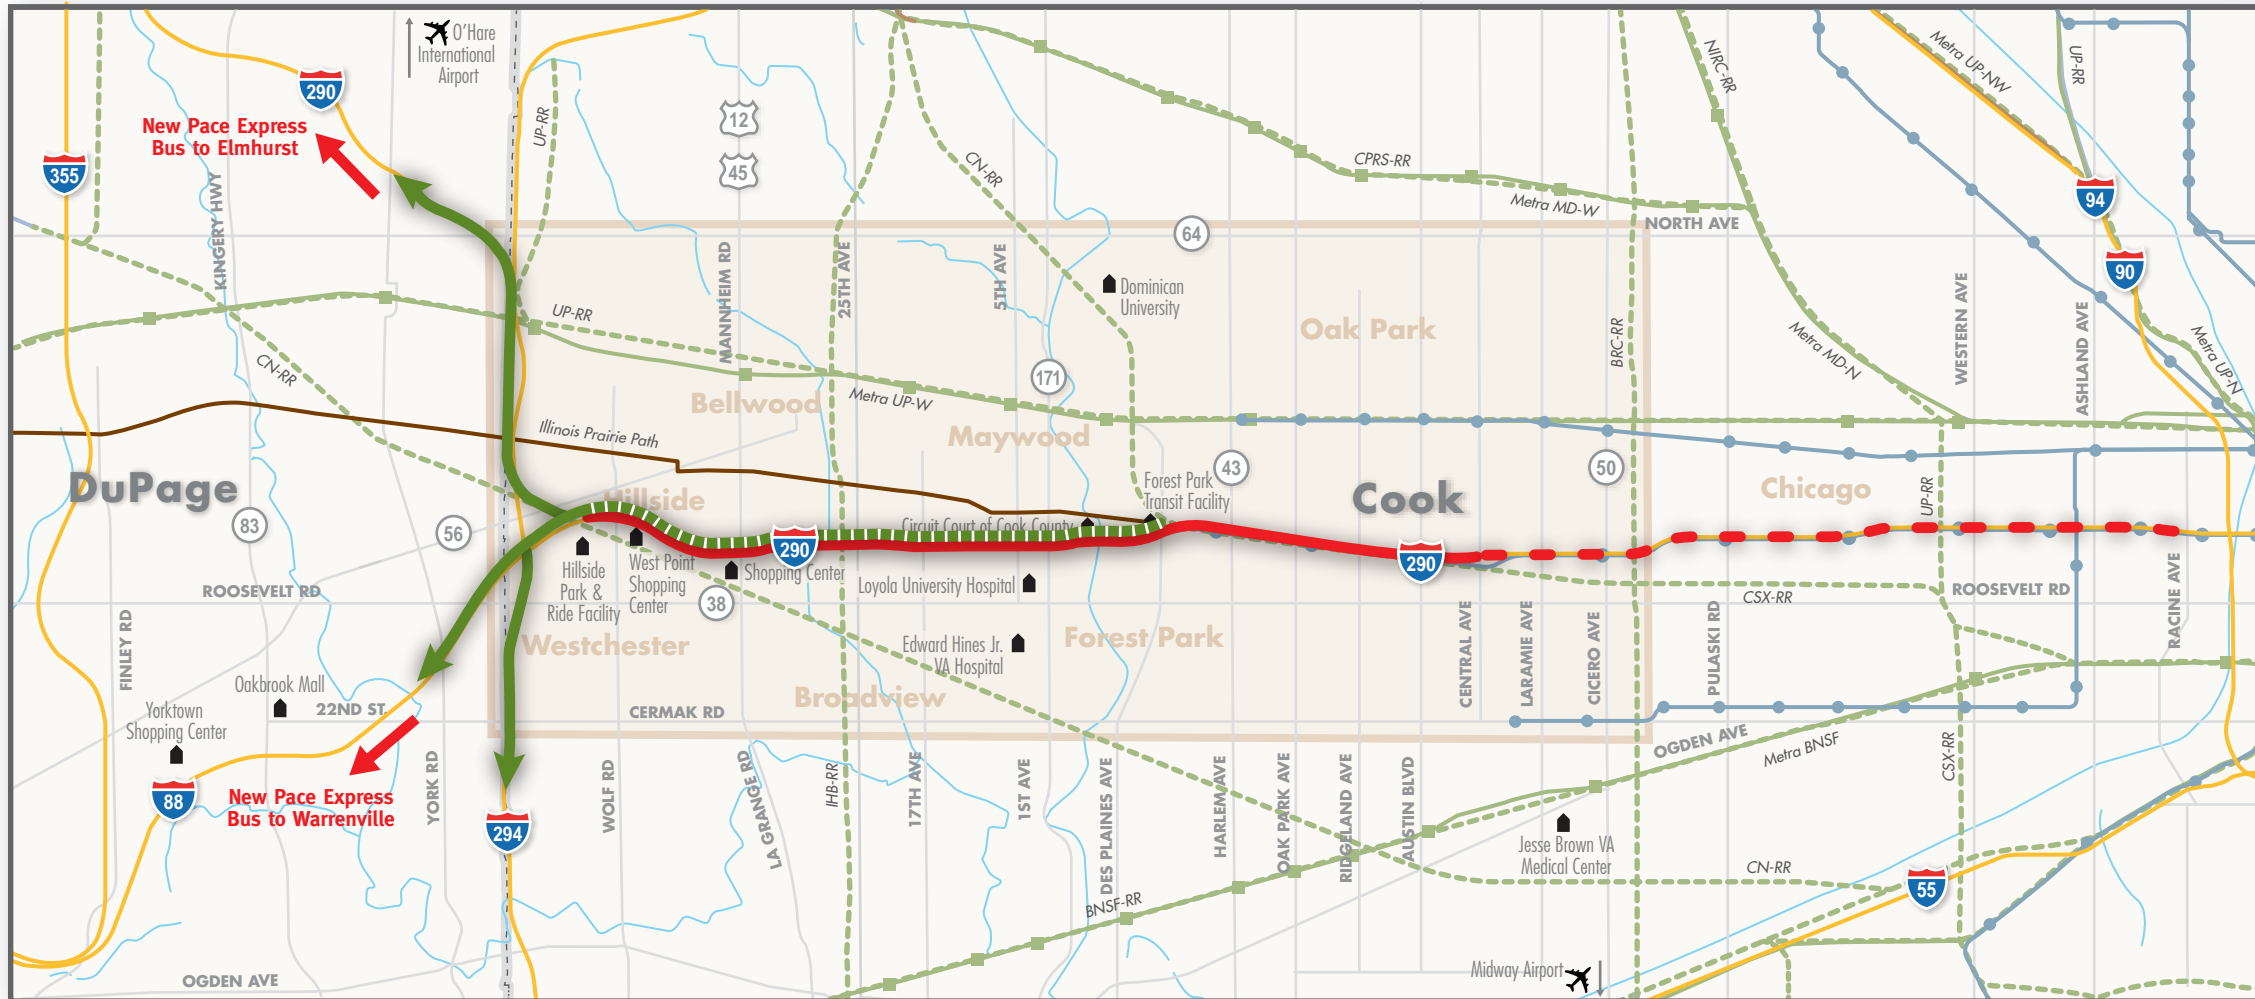 O'Hare
International
Airport
290
New Pace Express
Bus to Elmhurst
355
KINGERY HWY
UP-RR
12
45
CN-RR
CPRS-RR
Metra MD-W
NIRC-RR
Metra UP-NW
UP-RR
94
90
64
NORTH AVE
MANNHEIM RD
25TH AVE
5TH AVE
Dominican
University
Oak Park
BRC-RR
Metra MD-N
WESTERN AVE
ASHLAND AVE
Metra UP-N
UP-RR
CN-RR
171
Bellwood
Metra UP-W
Maywood
Illinois Prairie Path
DuPage
83
56
Hillside
Forest Park
Transit Facility
43
Cook
50
Chicago
UP-RR
Circuit Court of Cook County
290
290
Hillside
Park &
Ride Facility
West Point
Shopping
Center
Shopping Center
38
Loyola University Hospital
ROOSEVELT RD
CSX-RR
ROOSEVELT RD
RACINE AVE
FINLEY RD
Westchester
Edward Hines Jr.
VA Hospital
Forest Park
CENTRAL AVE
LARAMIE AVE
CICERO AVE
PULASKI RD
Oakbrook Mall
22ND ST.
Yorktown
Shopping Center
Broadview
CERMAK RD
OGDEN AVE
Metra BNSF
CSX-RR
88
New Pace Express
Bus to Warrenville
YORK RD
294
WOLF RD
LA GRANGE RD
IHB-RR
17TH AVE
1ST AVE
DES PLAINES AVE
HARLEM AVE
OAK PARK AVE
RIDGELAND AVE
AUSTIN BLVD
Jesse Brown VA
Medical Center
CN-RR
55
BNSF-RR
Midway Airport
OGDEN AVE